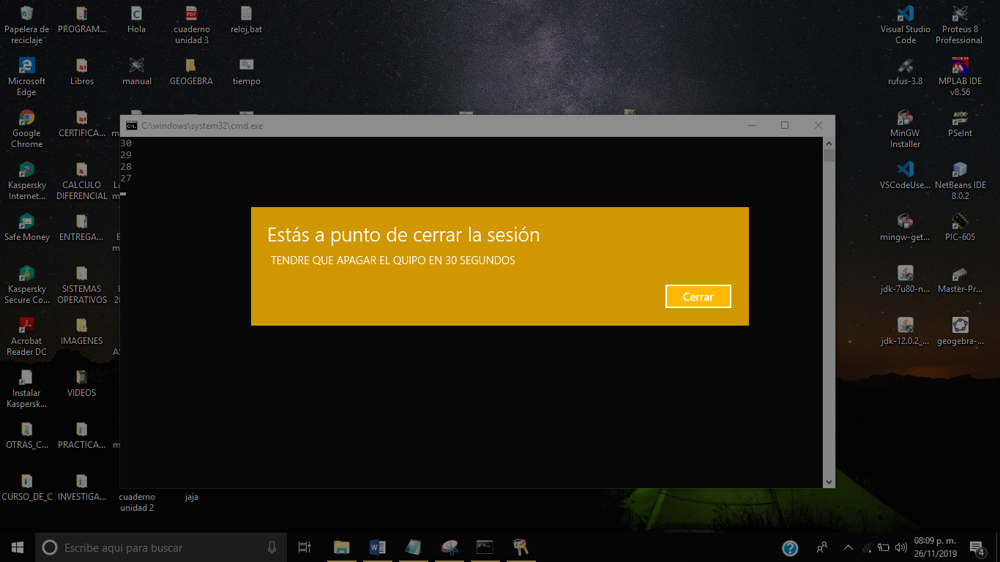 Papelera de
reciclaje
PROGRAM...
Hola
cuaderno
unidad 3
reloj,bat
Visual Studio
Code
Proteus 8
Professional
Microsoft
Edge
Libros
manual
GEOGEBRA
tiempo
rufus-3.8
MPLAB IDE
v8.56
Google
Chrome
CERTIFICA...
MinGW
Installer
PSeInt
C:\windows\system32\cmd.exe
30
29
28
27
Kaspersky
Internet...
CALCULO
DIFERENCIAL
VSCodeUse...
NetBeans IDE
8.0.2
Estás a punto de cerrar la sesión
TENDRE QUE APAGAR EL QUIPO EN 30 SEGUNDOS
Cerrar
Safe Money
ENTREGA...
mingw-get...
PIC-605
Kaspersky
Secure Co...
SISTEMAS
OPERATIVOS
jdk-7u80-n...
Master-Pr...
Acrobat
Reader DC
IMAGENES
jdk-12.0.2_...
geogebra-...
Instalar
Kaspersk...
VIDEOS
OTRAS_C...
PRACTICA...
CURSO_DE_C
INVESTIGA...
cuaderno
unidad 2
jaja
Escribe aquí para buscar
08:09 p. m.
26/11/2019
4